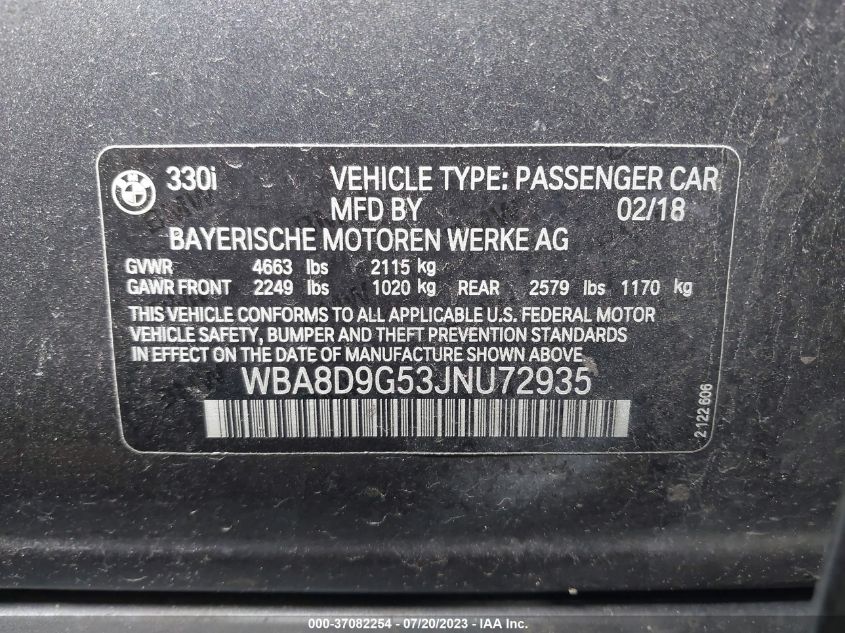 330i VEHICLE TYPE: PASSENGER CAR
MFD BY 02/18
BAYERISCHE MOTOREN WERKE AG
GVWR 4663 lbs 2115 kg
GAWR FRONT 2249 lbs 1020 kg REAR 2579 lbs 1170 kg
THIS VEHICLE CONFORMS TO ALL APPLICABLE U.S. FEDERAL MOTOR
VEHICLE SAFETY, BUMPER AND THEFT PREVENTION STANDARDS
IN EFFECT ON THE DATE OF MANUFACTURE SHOWN ABOVE.
WBA8D9G53JNU72935
2122606
000-37082254 - 07/20/2023 - IAA Inc.